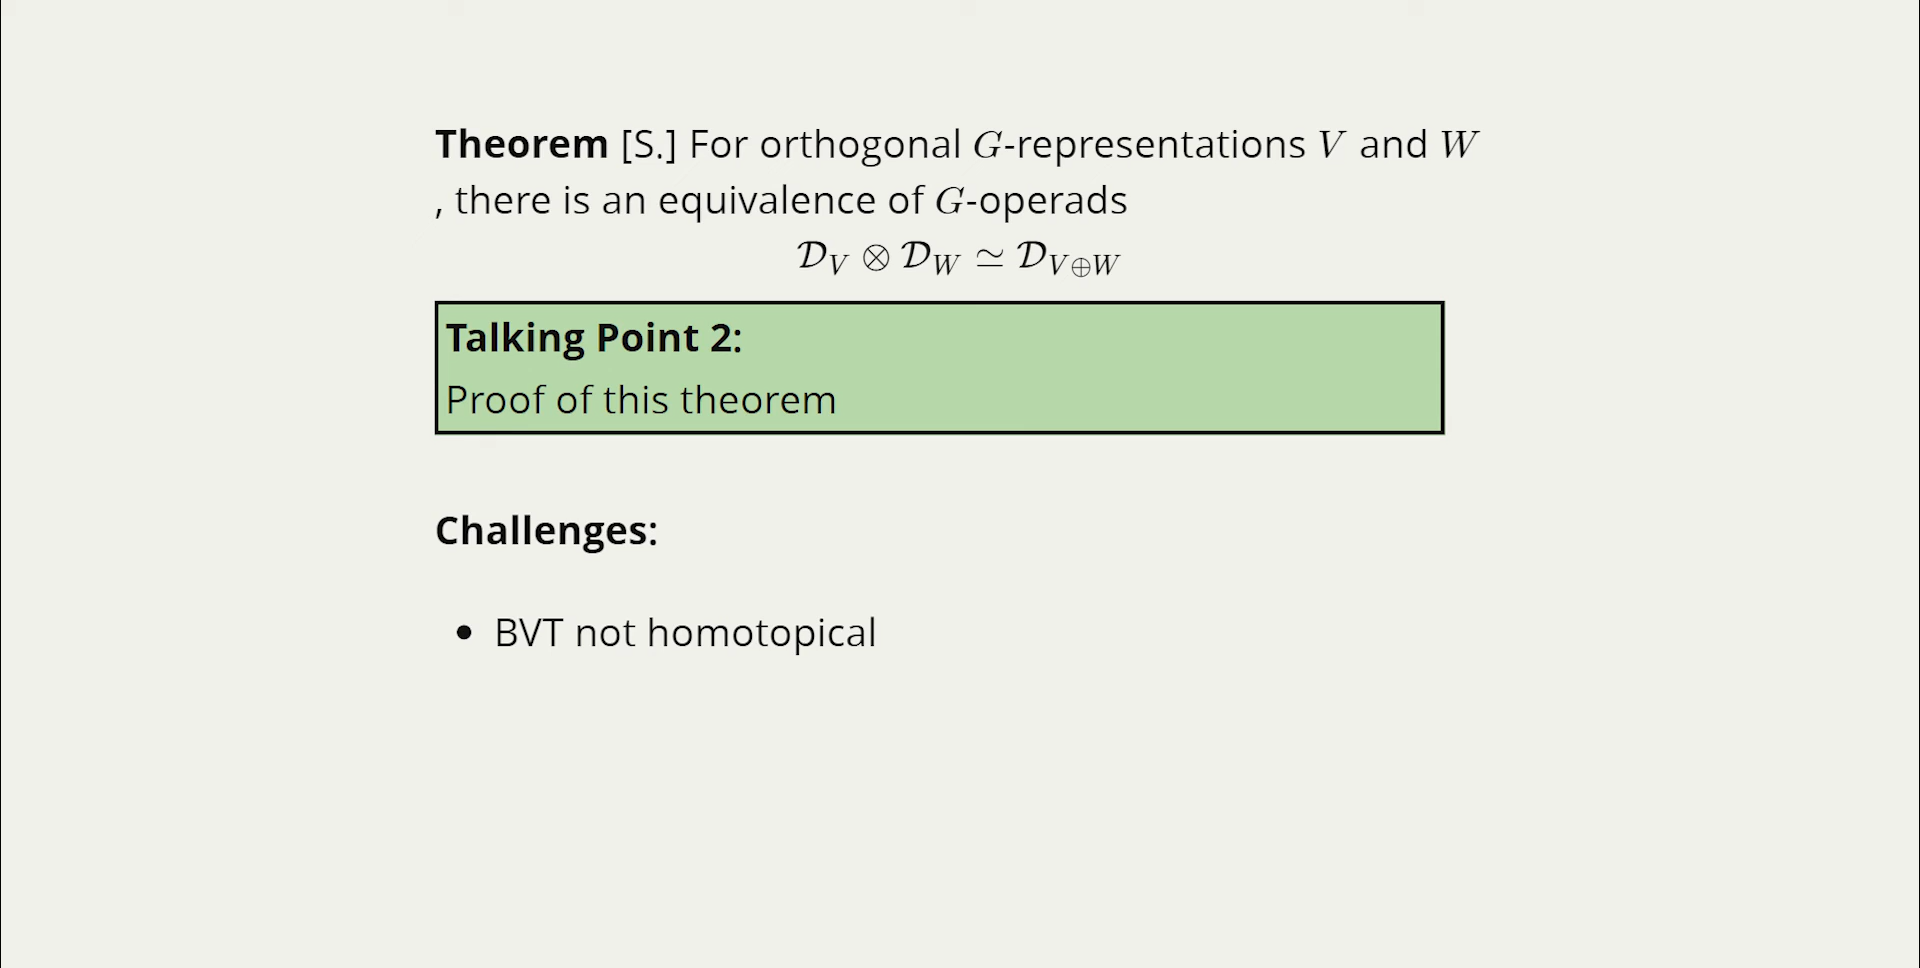 Theorem [S.] For orthogonal G-representations V and W
, there is an equivalence of G-operads
𝒟_V ⊗ 𝒟_W ≃ 𝒟_{V⊕W}
Talking Point 2:
Proof of this theorem
Challenges:
• BVT not homotopical